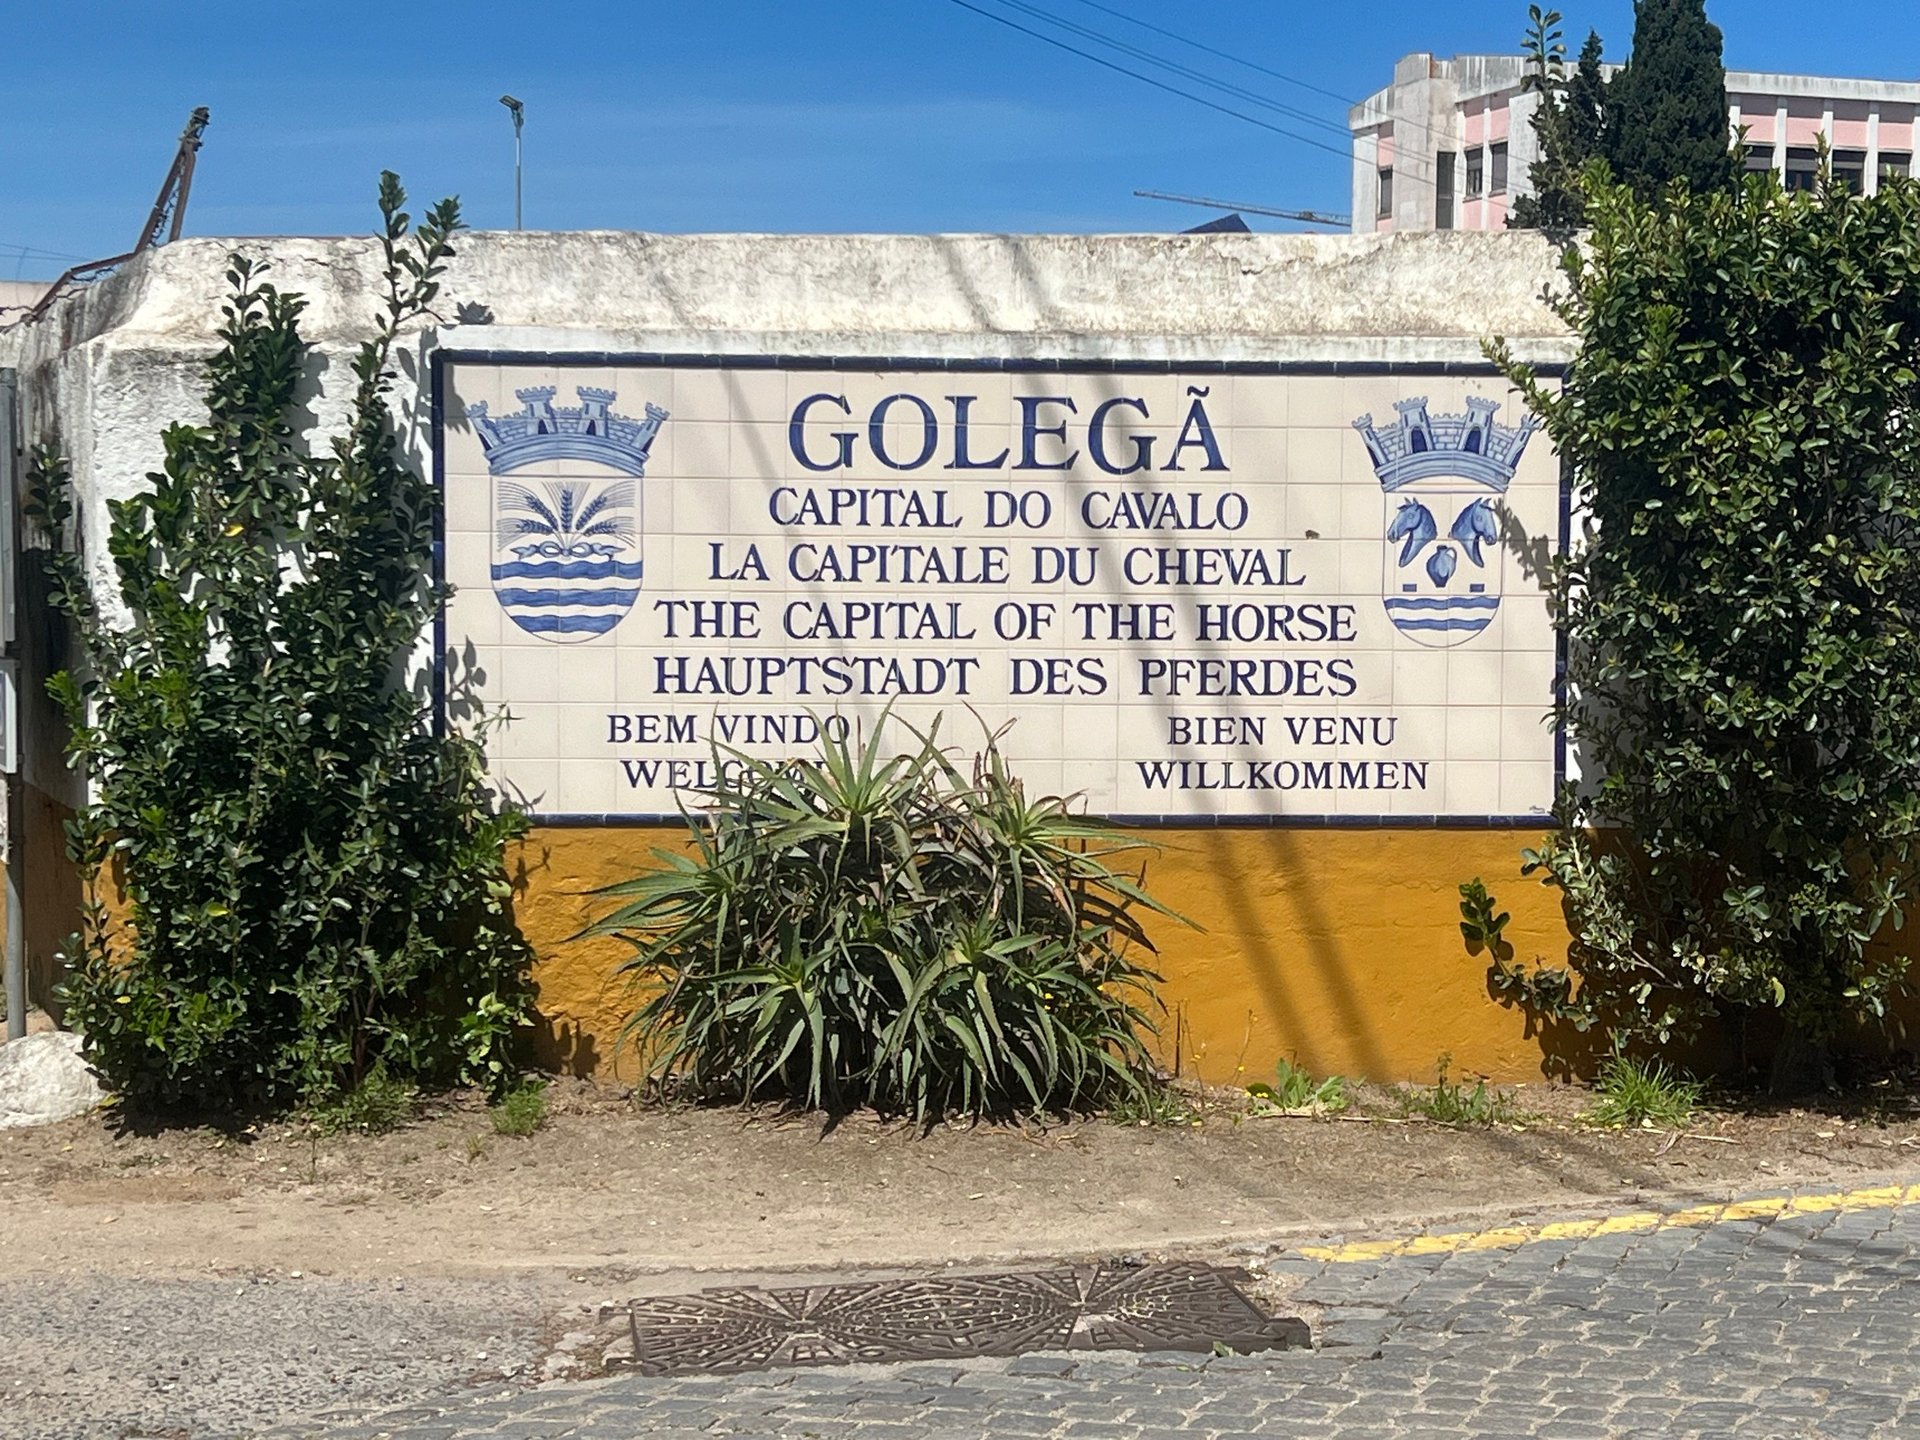 GOLEGÃ
CAPITAL DO CAVALO
LA CAPITALE DU CHEVAL
THE CAPITAL OF THE HORSE
HAUPTSTADT DES PFERDES
BEM VINDO BIEN VENU
WELCOME WILLKOMMEN